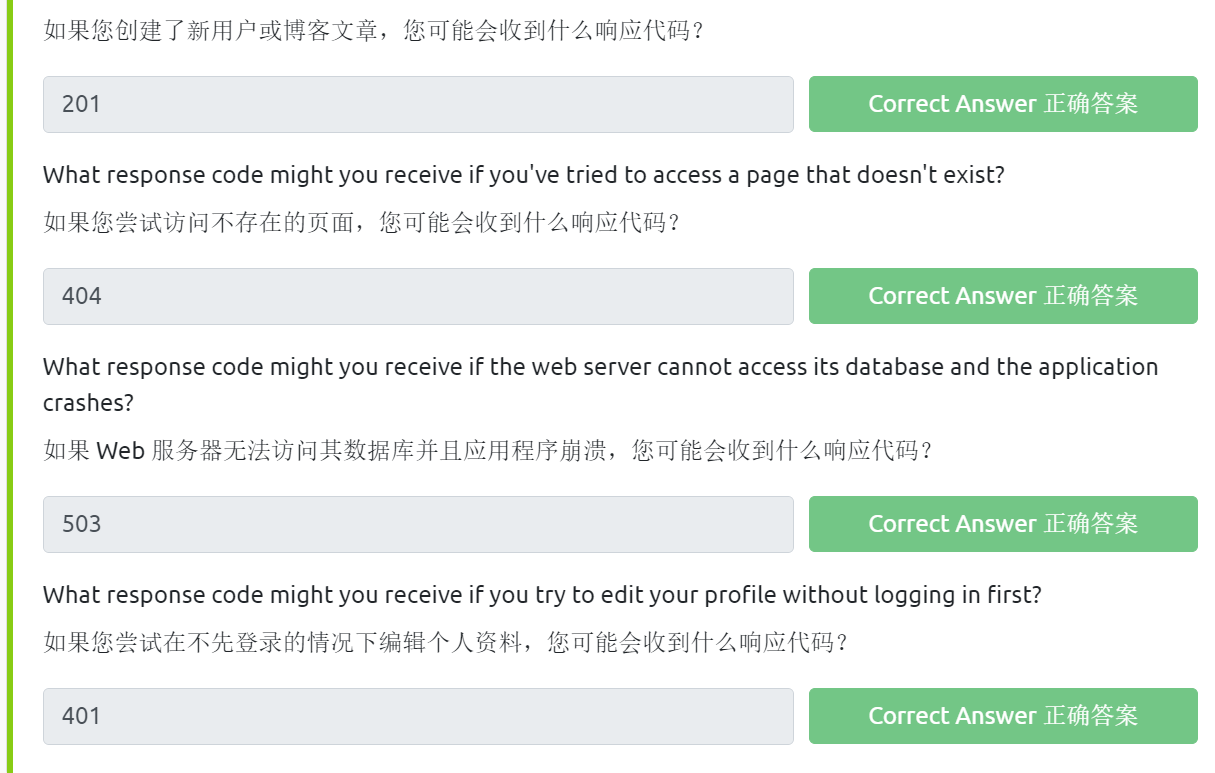 如果您创建了新用户或博客文章，您可能会收到什么响应代码？
201
Correct Answer 正确答案
What response code might you receive if you've tried to access a page that doesn't exist?
如果您尝试访问不存在的页面，您可能会收到什么响应代码？
404
Correct Answer 正确答案
What response code might you receive if the web server cannot access its database and the application
crashes?
如果 Web 服务器无法访问其数据库并且应用程序崩溃，您可能会收到什么响应代码？
503
Correct Answer 正确答案
What response code might you receive if you try to edit your profile without logging in first?
如果您尝试在不先登录的情况下编辑个人资料，您可能会收到什么响应代码？
401
Correct Answer 正确答案